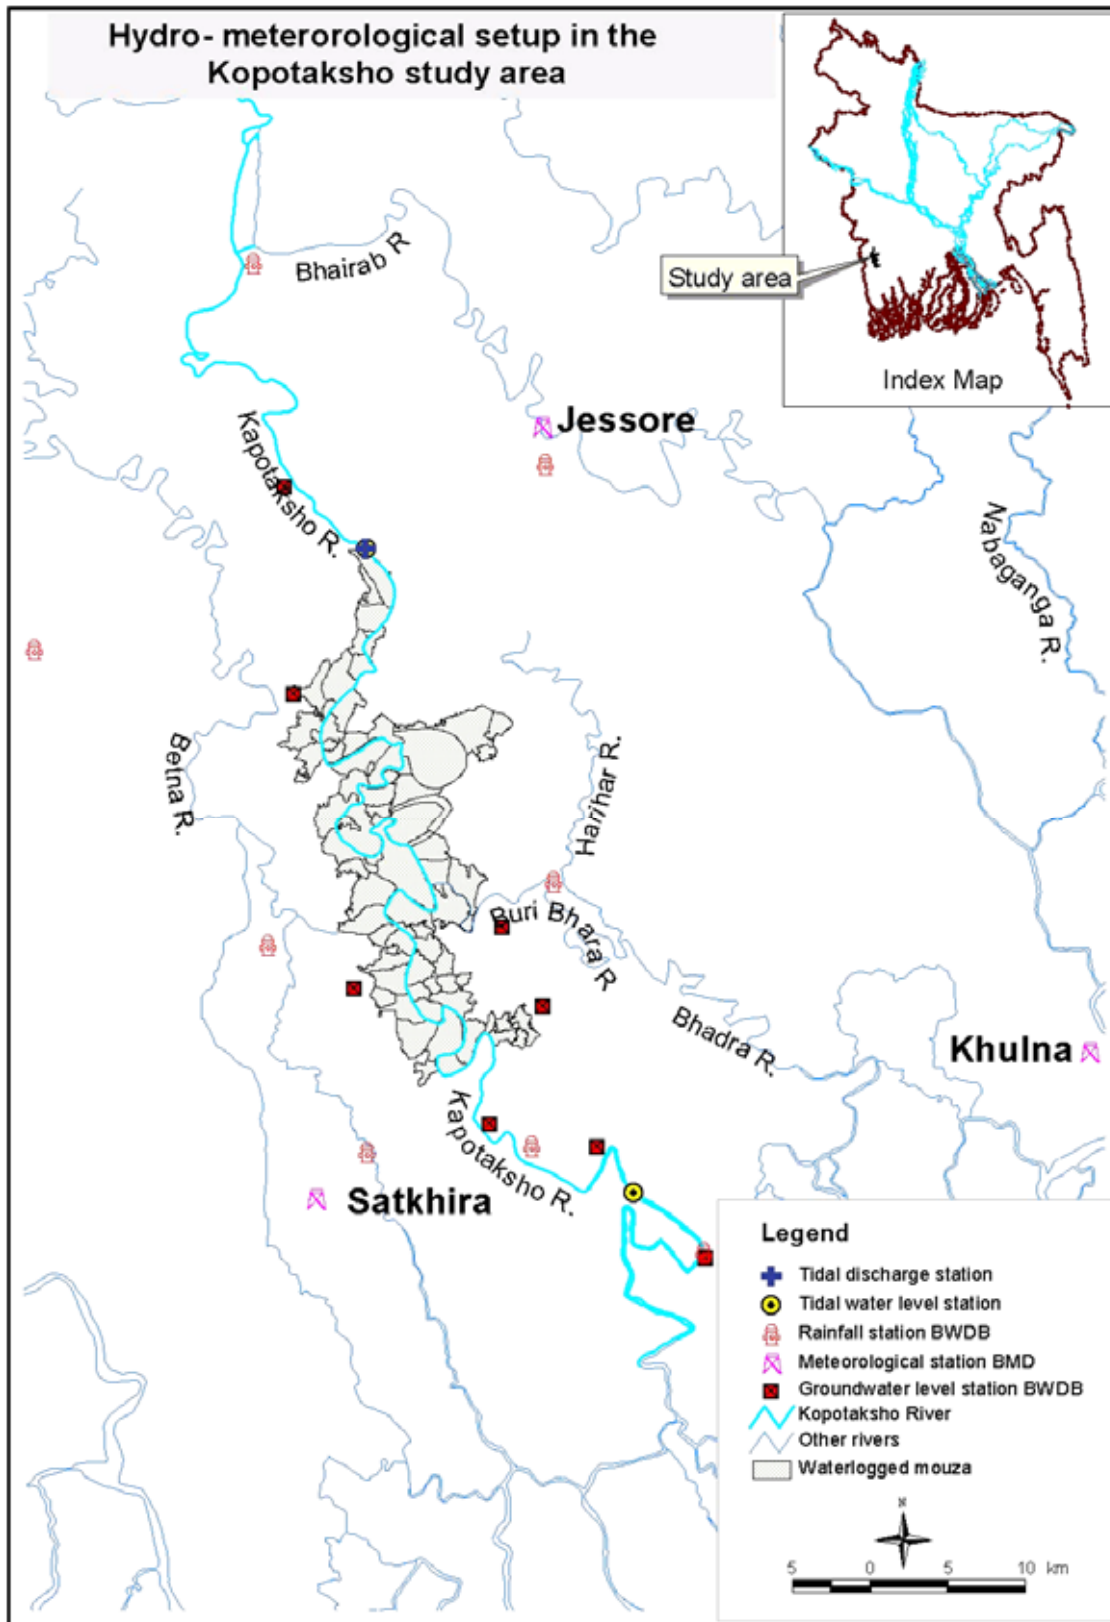 Hydro- meterorological setup in the
Kopotaksho study area
Study area
Index Map
Bhairab R
Jessore
Kapotaksho R.
Nabaganga R.
Betna R.
Harihar R.
Buri Bhara R
Bhadra R.
Khulna
Kapotaksho R.
Satkhira
Legend
Tidal discharge station
Tidal water level station
Rainfall station BWDB
Meteorological station BMD
Groundwater level station BWDB
Kopotaksho River
Other rivers
Waterlogged mouza
N
5 0 5 10 km